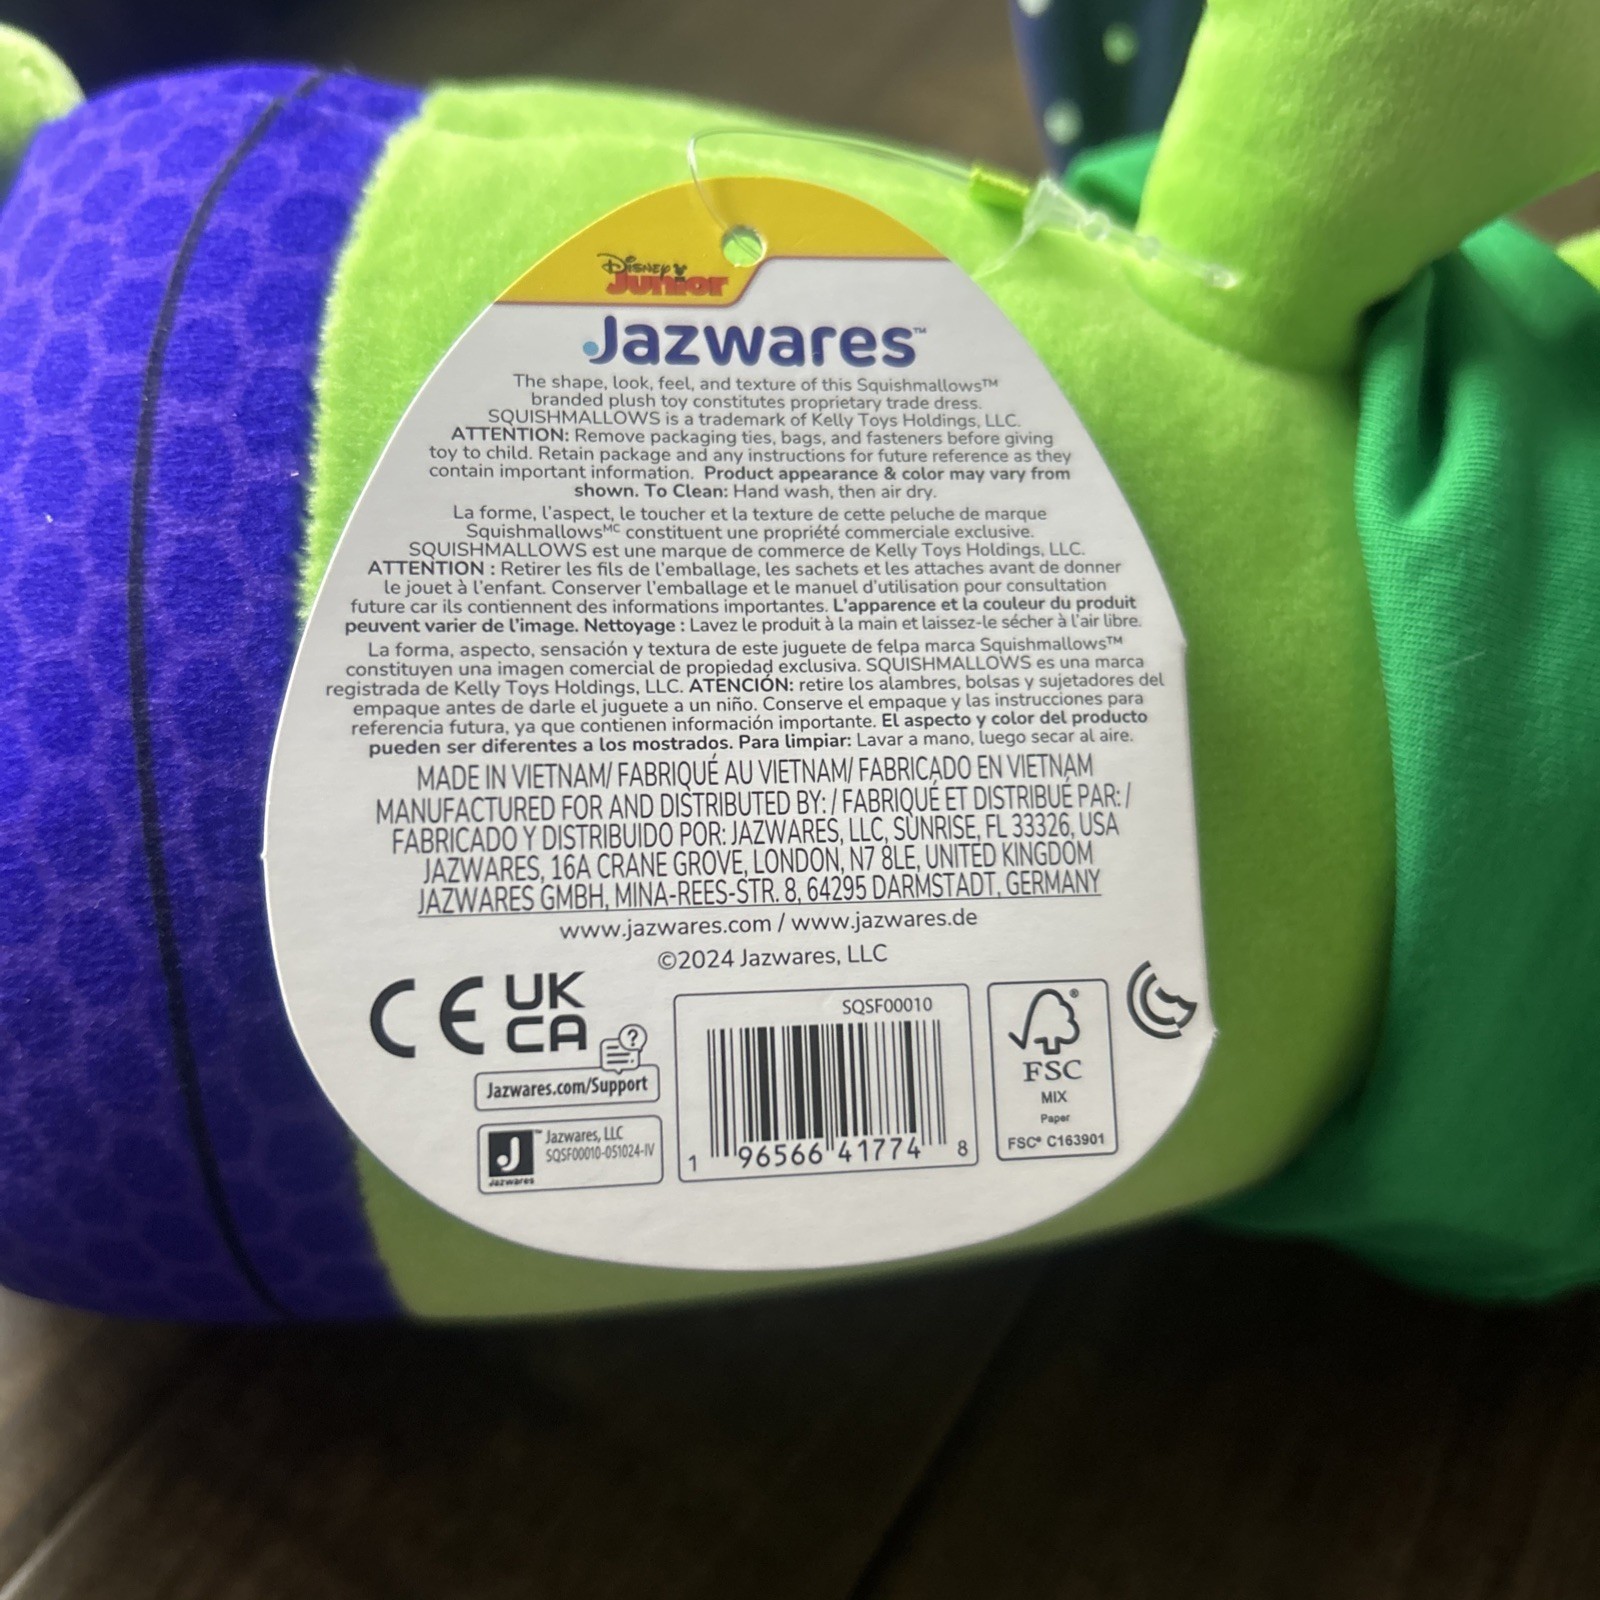 Disney
Junior
Jazwares™
The shape, look, feel, and texture of this Squishmallows™
branded plush toy constitutes proprietary trade dress.
SQUISHMALLOWS is a trademark of Kelly Toys Holdings, LLC.
ATTENTION: Remove packaging ties, bags, and fasteners before giving
toy to child. Retain package and any instructions for future reference as they
contain important information. Product appearance & color may vary from
shown. To Clean: Hand wash, then air dry.
La forme, l'aspect, le toucher et la texture de cette peluche de marque
Squishmallowsᴹᶜ constituent une propriété commerciale exclusive.
SQUISHMALLOWS est une marque de commerce de Kelly Toys Holdings, LLC.
ATTENTION : Retirer les fils de l'emballage, les sachets et les attaches avant de donner
le jouet à l'enfant. Conserver l'emballage et le manuel d'utilisation pour consultation
future car ils contiennent des informations importantes. L'apparence et la couleur du produit
peuvent varier de l'image. Nettoyage : Lavez le produit à la main et laissez-le sécher à l'air libre.
La forma, aspecto, sensación y textura de este juguete de felpa marca Squishmallows™
constituyen una imagen comercial de propiedad exclusiva. SQUISHMALLOWS es una marca
registrada de Kelly Toys Holdings, LLC. ATENCIÓN: retire los alambres, bolsas y sujetadores del
empaque antes de darle el juguete a un niño. Conserve el empaque y las instrucciones para
referencia futura, ya que contienen información importante. El aspecto y color del producto
pueden ser diferentes a los mostrados. Para limpiar: Lavar a mano, luego secar al aire.
MADE IN VIETNAM/ FABRIQUÉ AU VIETNAM/ FABRICADO EN VIETNAM
MANUFACTURED FOR AND DISTRIBUTED BY: / FABRIQUÉ ET DISTRIBUÉ PAR: /
FABRICADO Y DISTRIBUIDO POR: JAZWARES, LLC, SUNRISE, FL 33326, USA
JAZWARES, 16A CRANE GROVE, LONDON, N7 8LE, UNITED KINGDOM
JAZWARES GMBH, MINA-REES-STR. 8, 64295 DARMSTADT, GERMANY
www.jazwares.com / www.jazwares.de
©2024 Jazwares, LLC
CE UK
CA
Jazwares.com/Support
J™ Jazwares, LLC
SQSF00010-051024-IV
Jazwares
SQSF00010
1 96566 41774 8
®
FSC
MIX
Paper
FSC® C163901